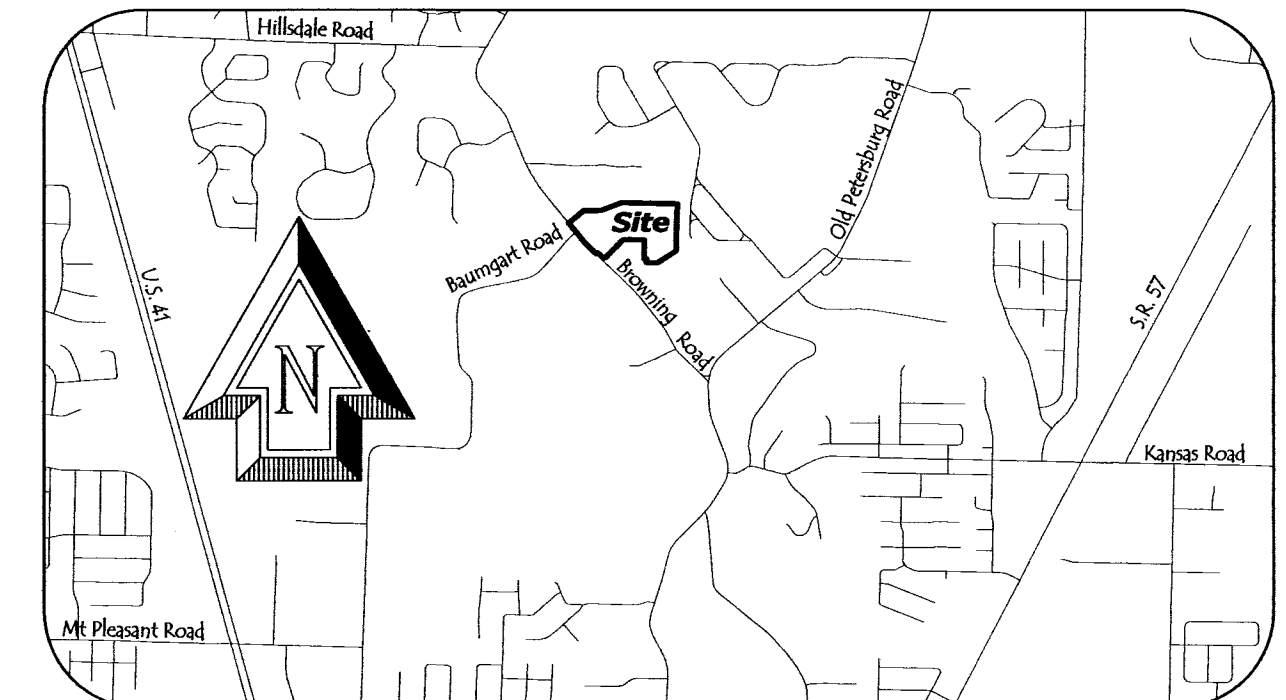 Hillsdale Road
Old Petersburg Road
Site
Baumgart Road
Browning Road
U.S. 41
S.R. 57
N
Kansas Road
Mt Pleasant Road